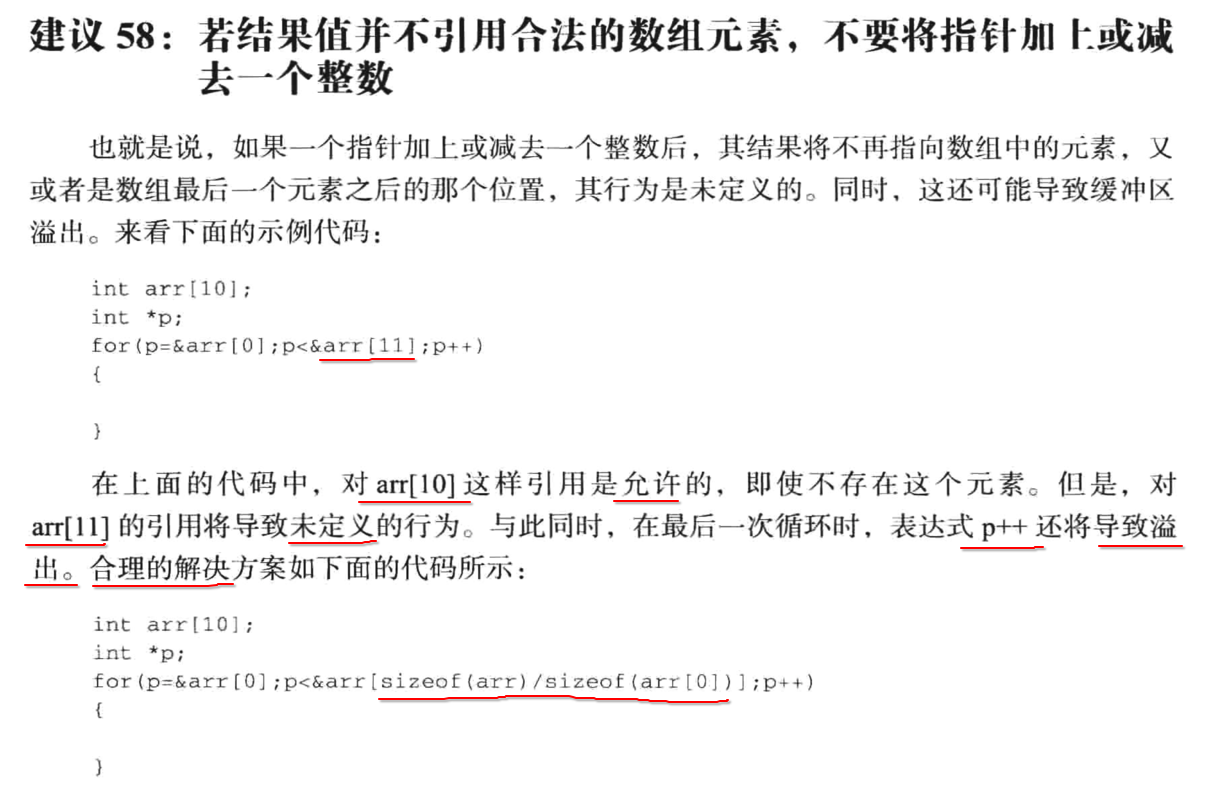 建议 58：若结果值并不引用合法的数组元素，不要将指针加上或减
去一个整数
也就是说，如果一个指针加上或减去一个整数后，其结果将不再指向数组中的元素，又
或者是数组最后一个元素之后的那个位置，其行为是未定义的。同时，这还可能导致缓冲区
溢出。来看下面的示例代码：
int arr[10];
int *p;
for(p=&arr[0];p<&arr[11];p++)
{
}
在上面的代码中，对 arr[10] 这样引用是允许的，即使不存在这个元素。但是，对
arr[11] 的引用将导致未定义的行为。与此同时，在最后一次循环时，表达式 p++ 还将导致溢
出。合理的解决方案如下面的代码所示：
int arr[10];
int *p;
for(p=&arr[0];p<&arr[sizeof(arr)/sizeof(arr[0])];p++)
{
}